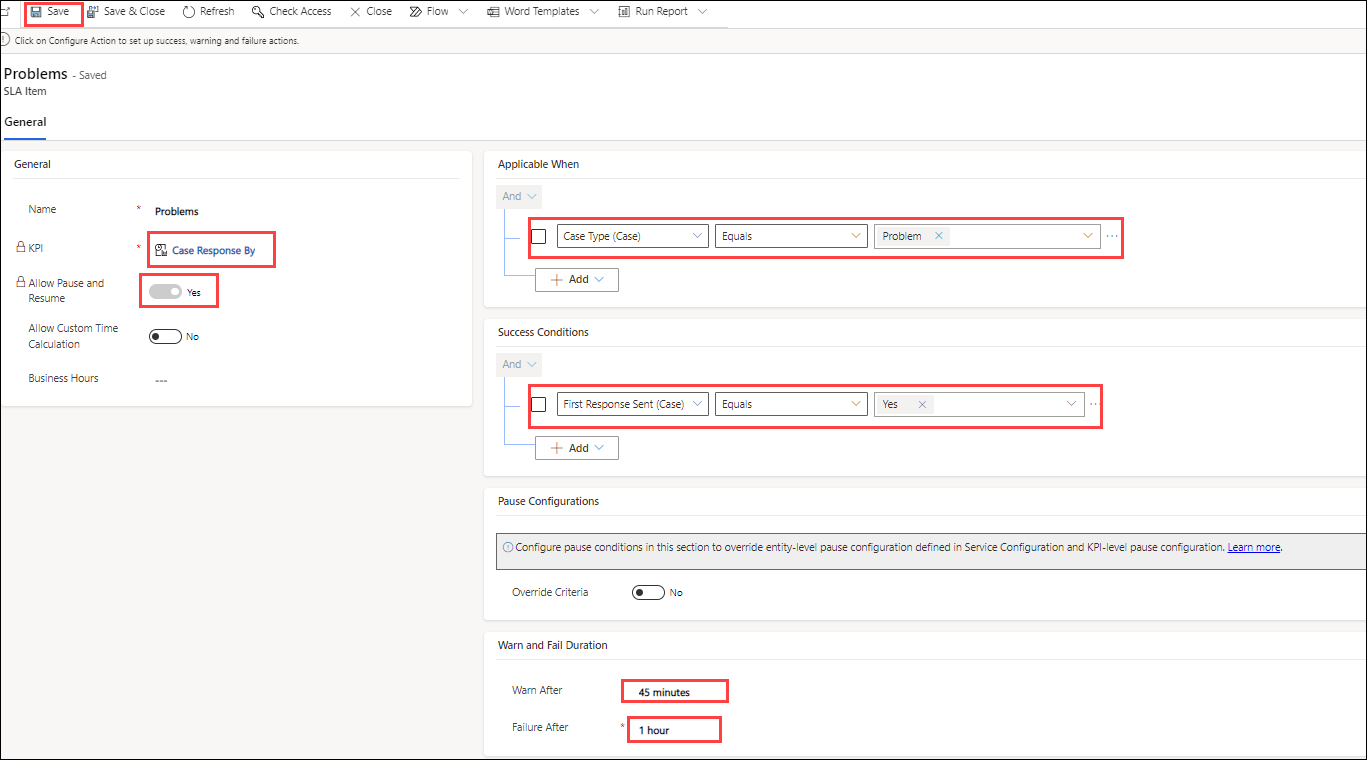 Save Save & Close Refresh Check Access Close Flow Word Templates Run Report
Click on Configure Action to set up success, warning and failure actions.
Problems - Saved
SLA Item
General
General
Name * Problems
KPI * Case Response By
Allow Pause and
Resume
Yes
Allow Custom Time
Calculation
No
Business Hours ---
Applicable When
And
Case Type (Case) Equals Problem
Add
Success Conditions
And
First Response Sent (Case) Equals Yes
Add
Pause Configurations
Configure pause conditions in this section to override entity-level pause configuration defined in Service Configuration and KPI-level pause configuration. Learn more.
Override Criteria No
Warn and Fail Duration
Warn After 45 minutes
Failure After * 1 hour